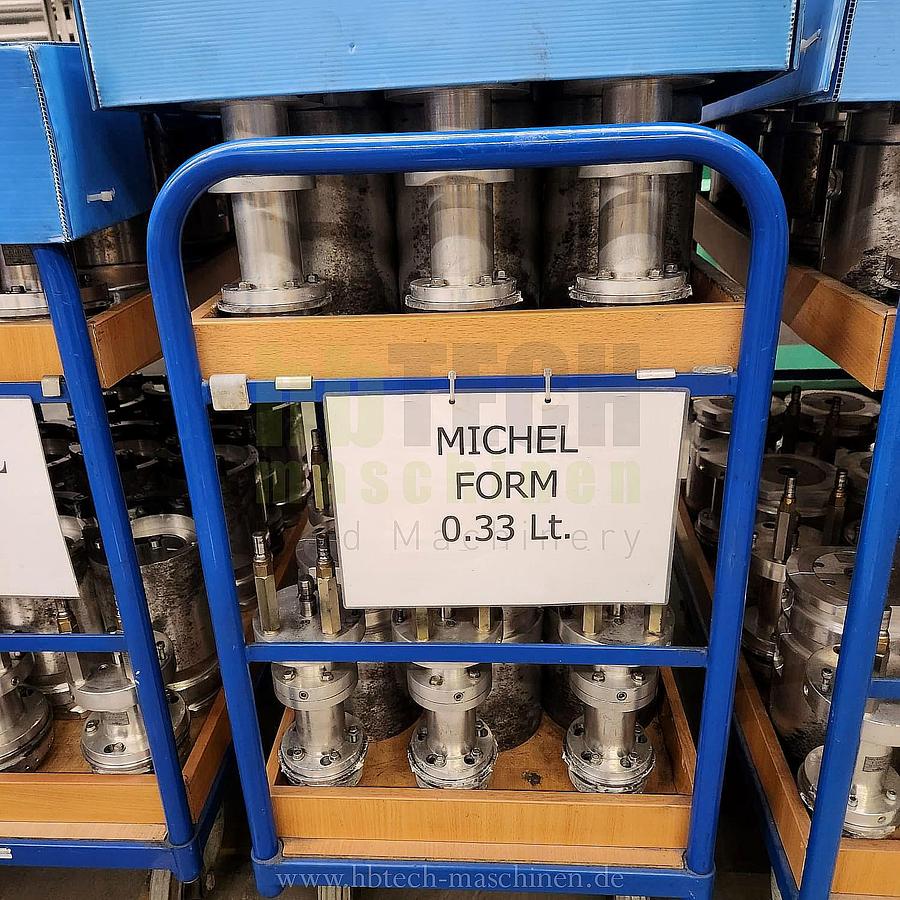 MICHEL
FORM
0.33 Lt.
HBTECH
maschinen
Machinery
www.hbtech-maschinen.de